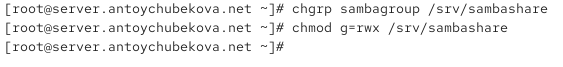 [root@server.antoychubekova.net ~]# chgrp sambagroup /srv/sambashare
[root@server.antoychubekova.net ~]# chmod g=rwx /srv/sambashare
[root@server.antoychubekova.net ~]#